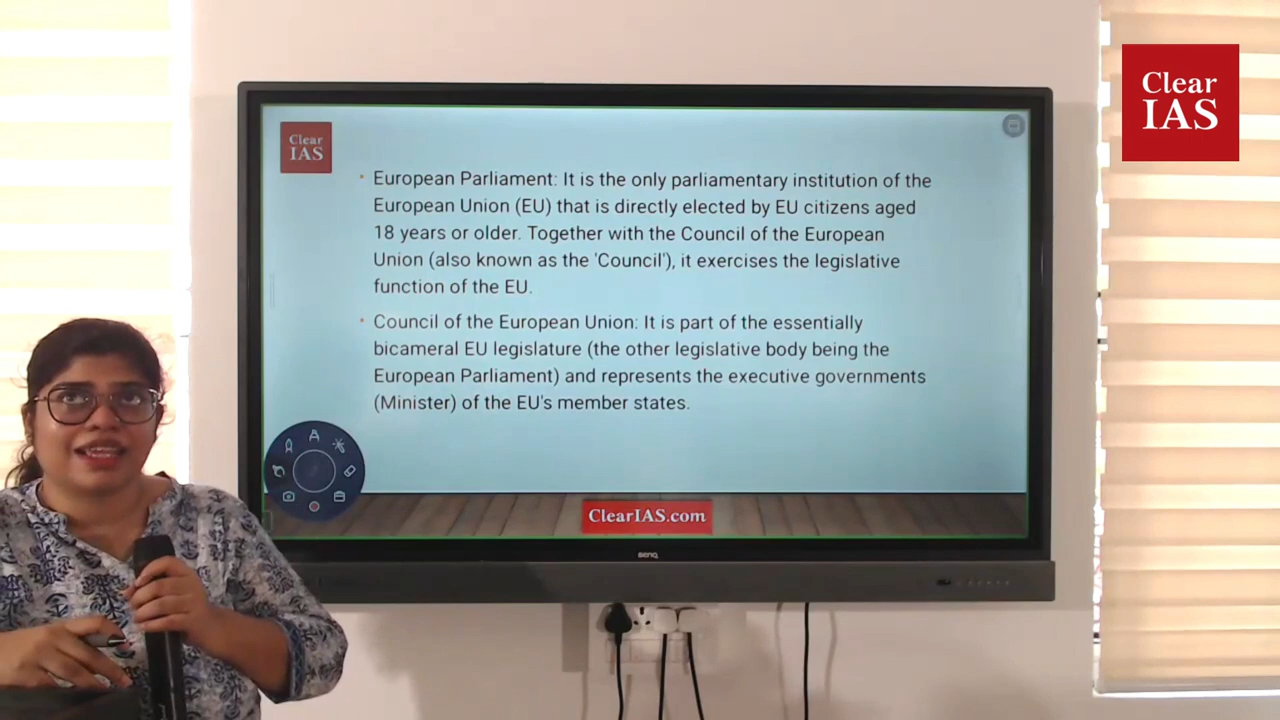 Clear
IAS
Clear
IAS
European Parliament: It is the only parliamentary institution of the
European Union (EU) that is directly elected by EU citizens aged
18 years or older. Together with the Council of the European
Union (also known as the 'Council'), it exercises the legislative
function of the EU.
Council of the European Union: It is part of the essentially
bicameral EU legislature (the other legislative body being the
European Parliament) and represents the executive governments
(Minister) of the EU's member states.
ClearIAS.com
BenQ